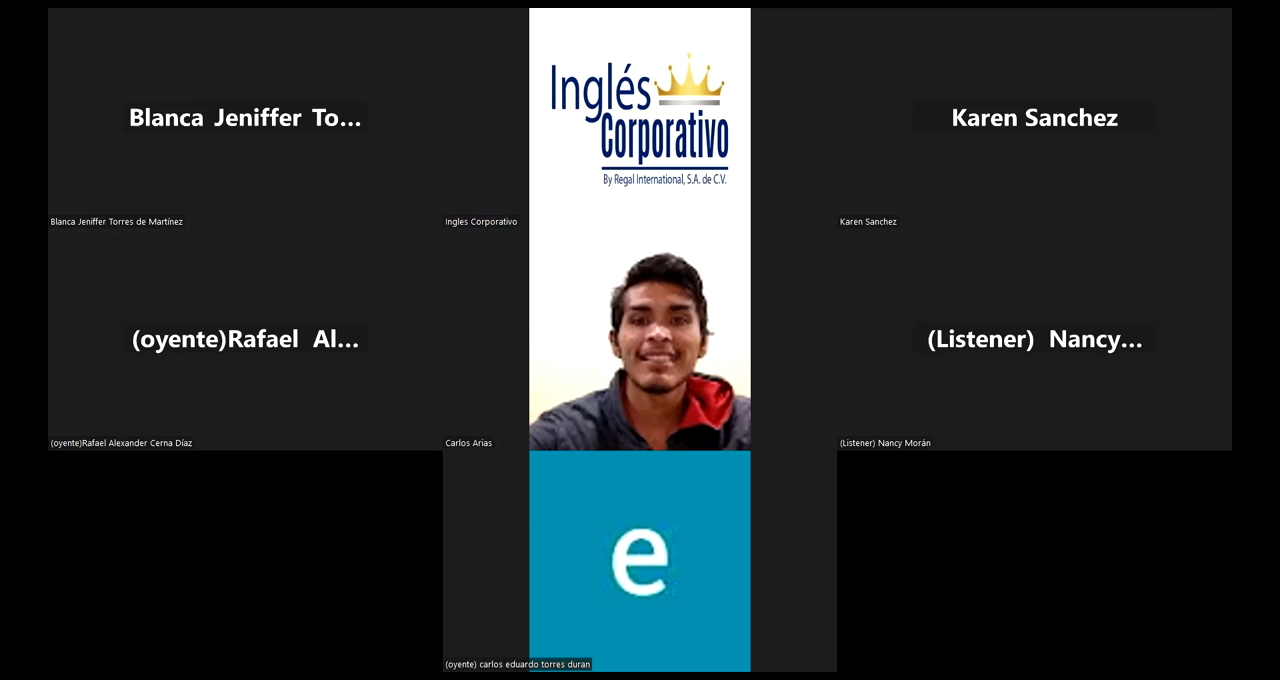 Blanca Jeniffer To...
Blanca Jeniffer Torres de Martínez
Inglés
Corporativo
By Regal International, S.A. de C.V.
Ingles Corporativo
Karen Sanchez
Karen Sanchez
(oyente)Rafael Al...
(oyente)Rafael Alexander Cerna Díaz
Carlos Arias
(Listener) Nancy...
(Listener) Nancy Morán
e
(oyente) carlos eduardo torres duran